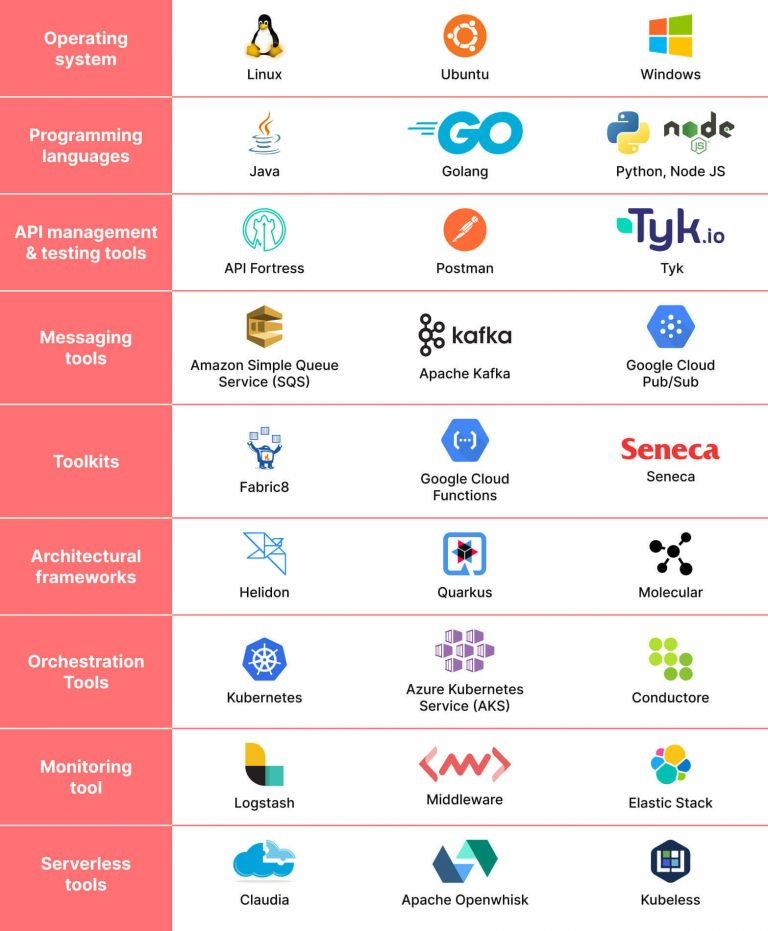 Operating
system
Linux
Ubuntu
Windows
Programming
languages
Java
GO
Golang
node
JS
Python, Node JS
API management
& testing tools
API Fortress
Postman
Tyk.io
Tyk
Messaging
tools
Amazon Simple Queue
Service (SQS)
kafka
Apache Kafka
Google Cloud
Pub/Sub
Toolkits
Fabric8
Google Cloud
Functions
Seneca
Seneca
Architectural
frameworks
Helidon
Quarkus
Molecular
Orchestration
Tools
Kubernetes
Azure Kubernetes
Service (AKS)
Conductore
Monitoring
tool
Logstash
Middleware
Elastic Stack
Serverless
tools
Claudia
Apache Openwhisk
Kubeless